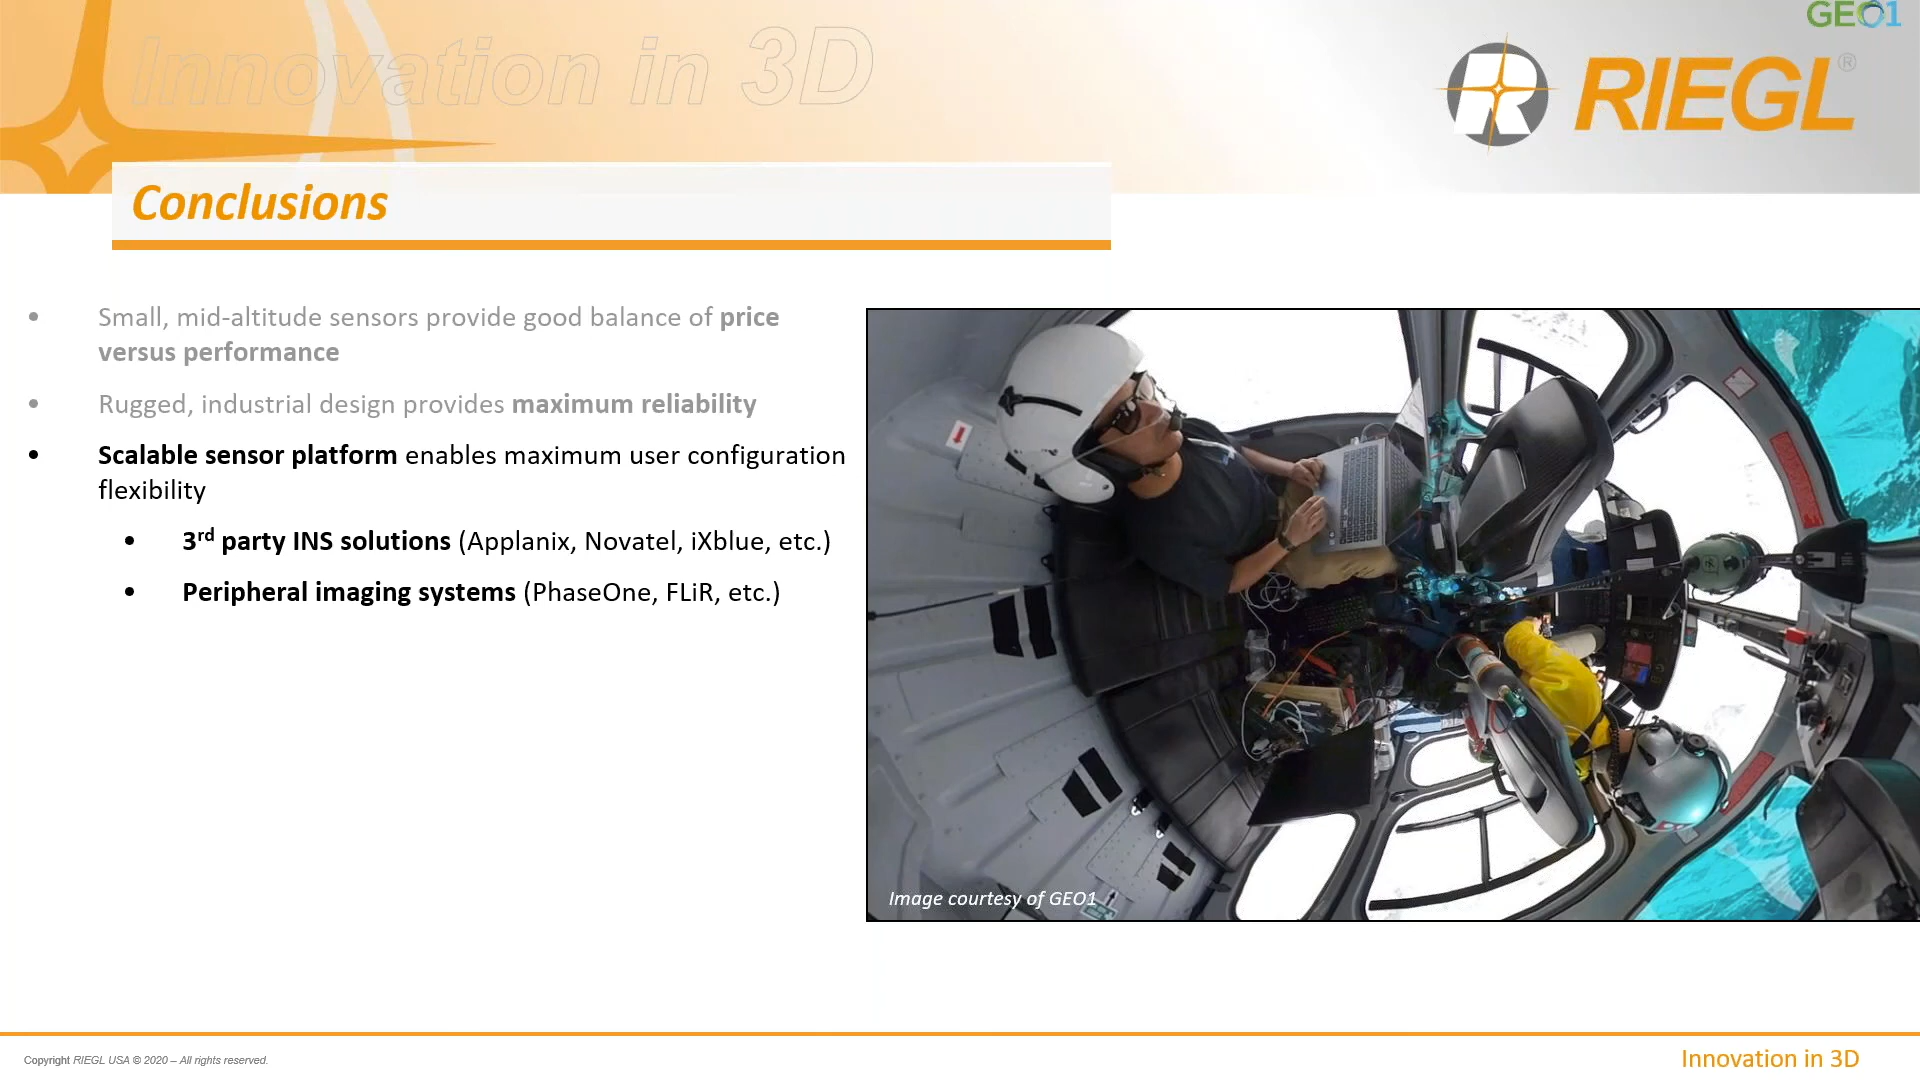 GEO1
Innovation in 3D
RIEGL®
Conclusions
• Small, mid-altitude sensors provide good balance of price
versus performance
• Rugged, industrial design provides maximum reliability
• Scalable sensor platform enables maximum user configuration
flexibility
• 3rd party INS solutions (Applanix, Novatel, iXblue, etc.)
• Peripheral imaging systems (PhaseOne, FLiR, etc.)
Image courtesy of GEO1
Copyright RIEGL USA © 2020 – All rights reserved.
Innovation in 3D